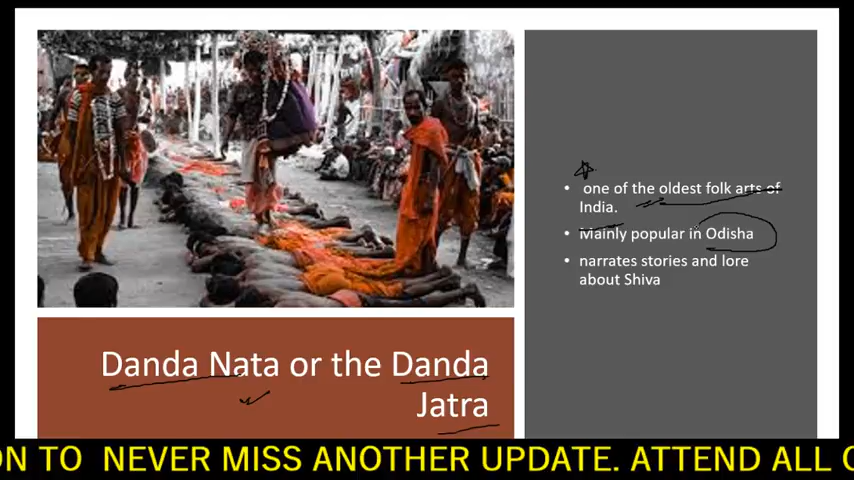 one of the oldest folk arts of
India.
Mainly popular in Odisha
narrates stories and lore
about Shiva
Danda Nata or the Danda
Jatra
ON TO NEVER MISS ANOTHER UPDATE. ATTEND ALL